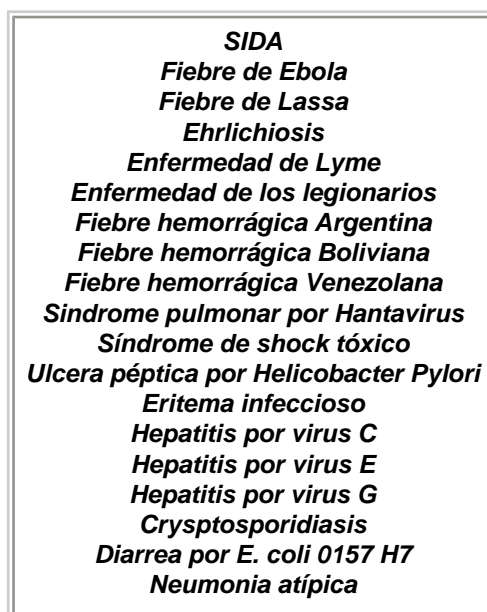 SIDA
Fiebre de Ebola
Fiebre de Lassa
Ehrlichiosis
Enfermedad de Lyme
Enfermedad de los legionarios
Fiebre hemorrágica Argentina
Fiebre hemorrágica Boliviana
Fiebre hemorrágica Venezolana
Sindrome pulmonar por Hantavirus
Síndrome de shock tóxico
Ulcera péptica por Helicobacter Pylori
Eritema infeccioso
Hepatitis por virus C
Hepatitis por virus E
Hepatitis por virus G
Crysptosporidiasis
Diarrea por E. coli 0157 H7
Neumonia atípica